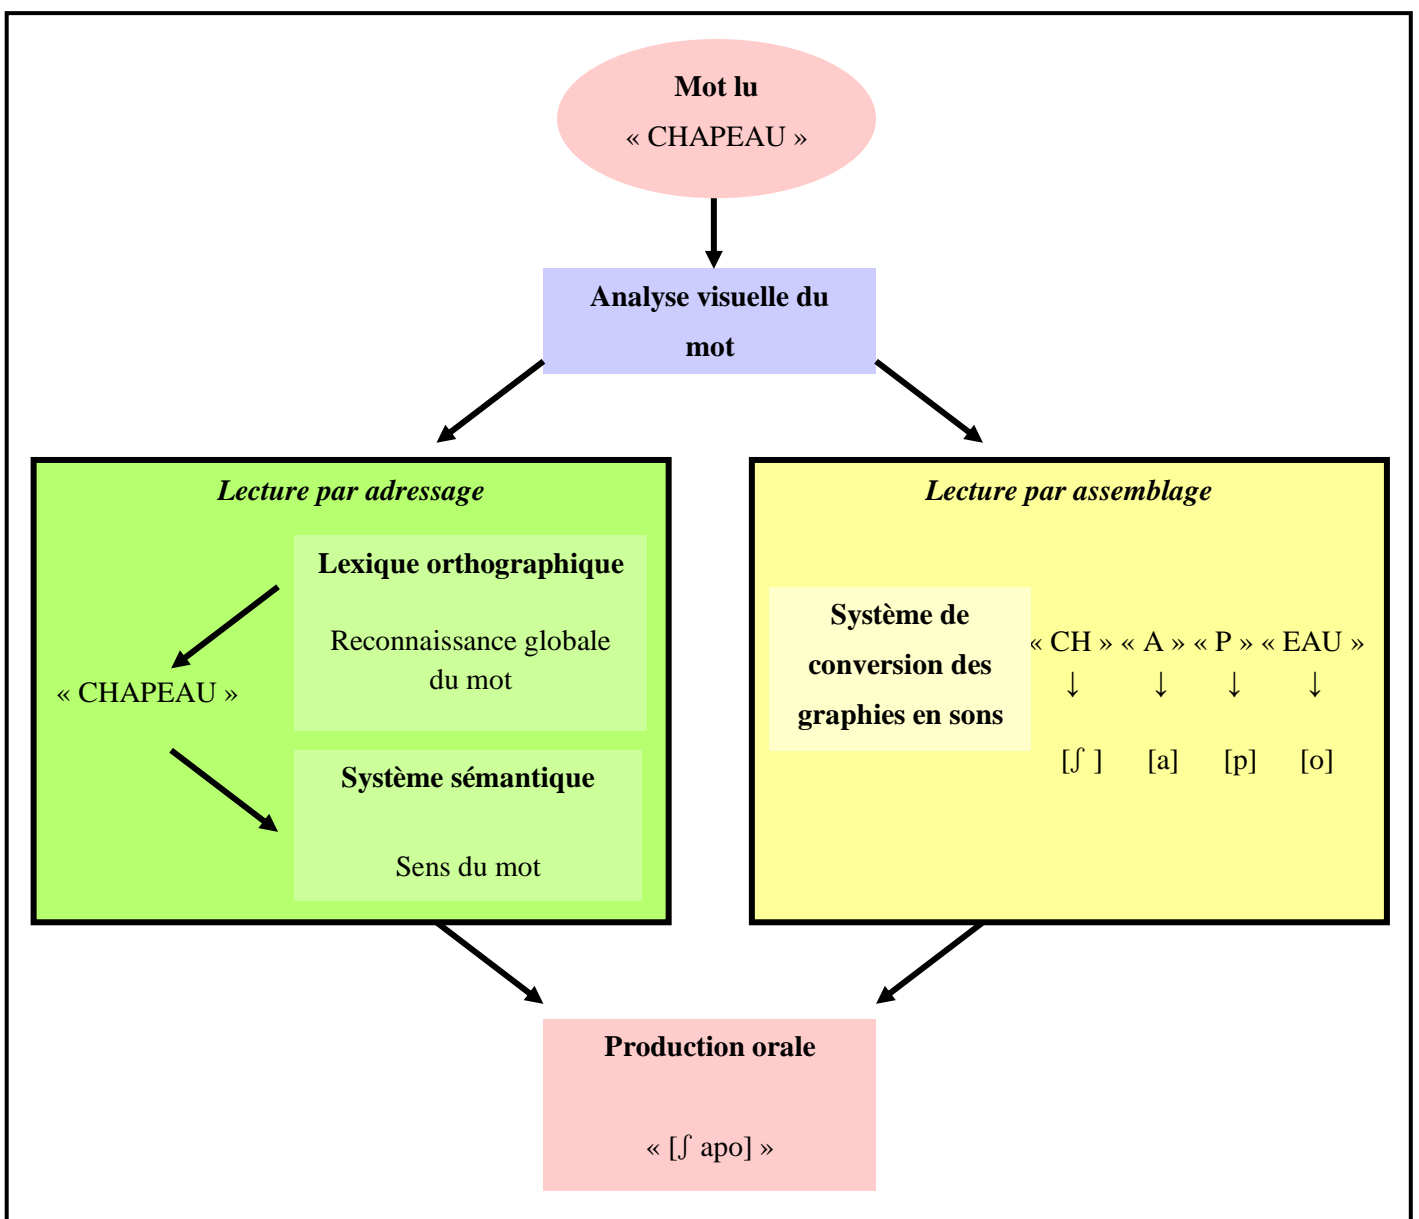 Mot lu
« CHAPEAU »
Analyse visuelle du
mot
Lecture par adressage
Lexique orthographique
Reconnaissance globale
du mot
« CHAPEAU »
Système sémantique
Sens du mot
Lecture par assemblage
Système de
conversion des
graphies en sons
« CH » « A » « P » « EAU »
↓ ↓ ↓ ↓
[ʃ ] [a] [p] [o]
Production orale
« [ʃ apo] »